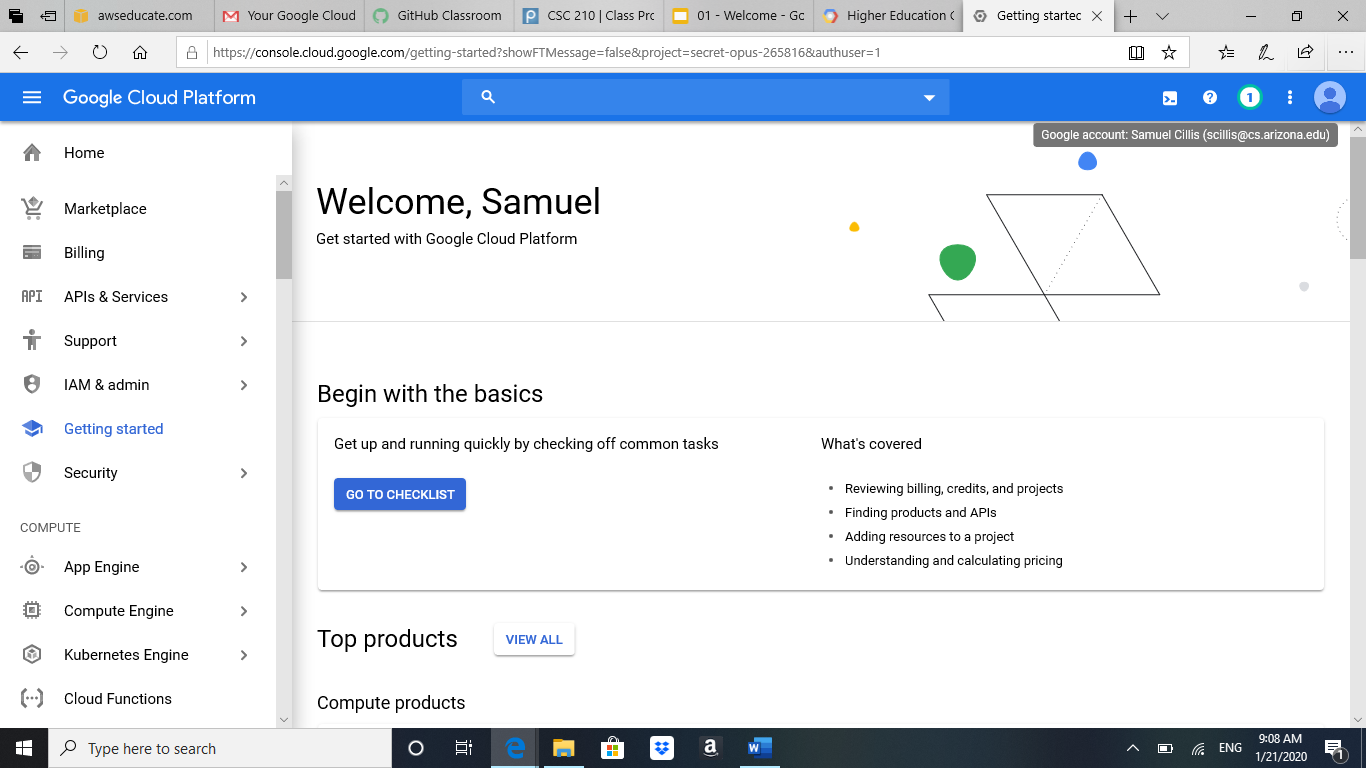 awseducate.com
Your Google Cloud
GitHub Classroom
CSC 210 | Class Pro
01 - Welcome - Go
Higher Education
Getting started
https://console.cloud.google.com/getting-started?showFTMessage=false&project=secret-opus-265816&authuser=1
Google Cloud Platform
1
Google account: Samuel Cillis (scillis@cs.arizona.edu)
Home
Marketplace
Billing
API APIs & Services
Support
IAM & admin
Getting started
Security
COMPUTE
App Engine
Compute Engine
Kubernetes Engine
Cloud Functions
Welcome, Samuel
Get started with Google Cloud Platform
Begin with the basics
Get up and running quickly by checking off common tasks
GO TO CHECKLIST
What's covered
• Reviewing billing, credits, and projects
• Finding products and APIs
• Adding resources to a project
• Understanding and calculating pricing
Top products
VIEW ALL
Compute products
Type here to search
ENG
9:08 AM
1/21/2020
1